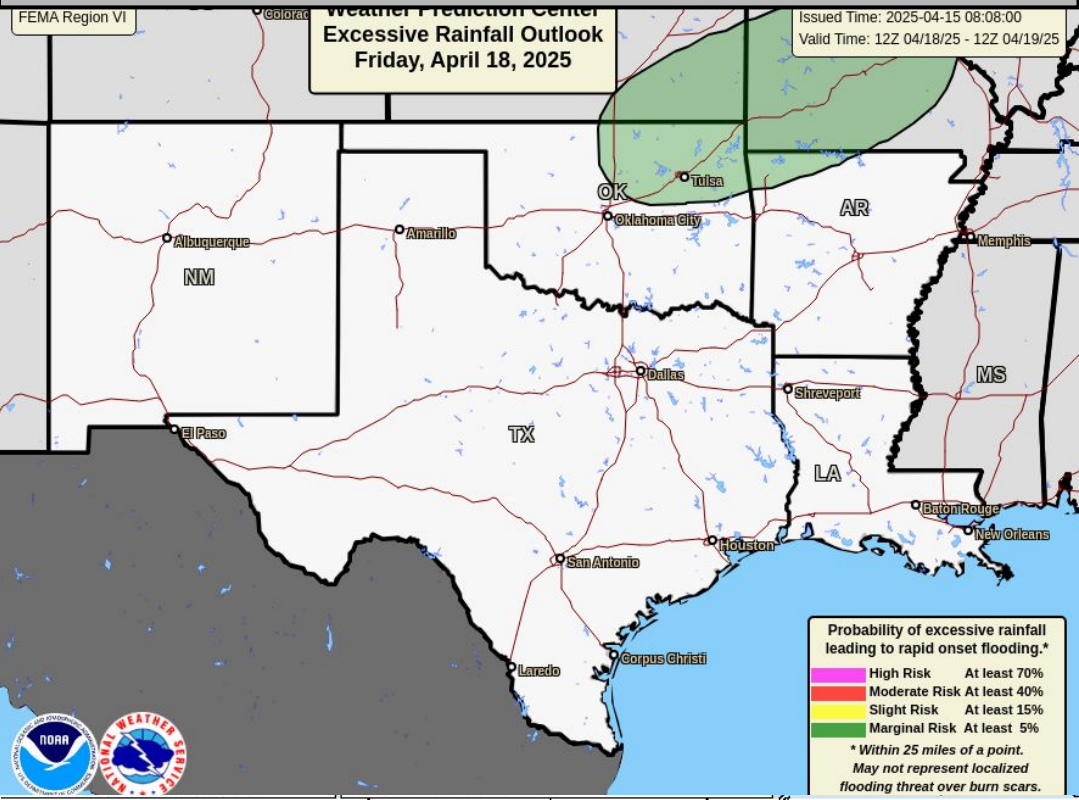 FEMA Region VI
Colorad
Weather Prediction Center
Excessive Rainfall Outlook
Friday, April 18, 2025
Issued Time: 2025-04-15 08:08:00
Valid Time: 12Z 04/18/25 - 12Z 04/19/25
Tulsa
OK
AR
Oklahoma City
Amarillo
Albuquerque
Memphis
NM
Dallas
MS
Shreveport
El Paso
TX
LA
Baton Rouge
New Orleans
Houston
San Antonio
Corpus Christi
Laredo
Probability of excessive rainfall
leading to rapid onset flooding.*
High Risk At least 70%
Moderate Risk At least 40%
Slight Risk At least 15%
Marginal Risk At least 5%
* Within 25 miles of a point.
May not represent localized
flooding threat over burn scars.
NOAA
NATIONAL WEATHER SERVICE